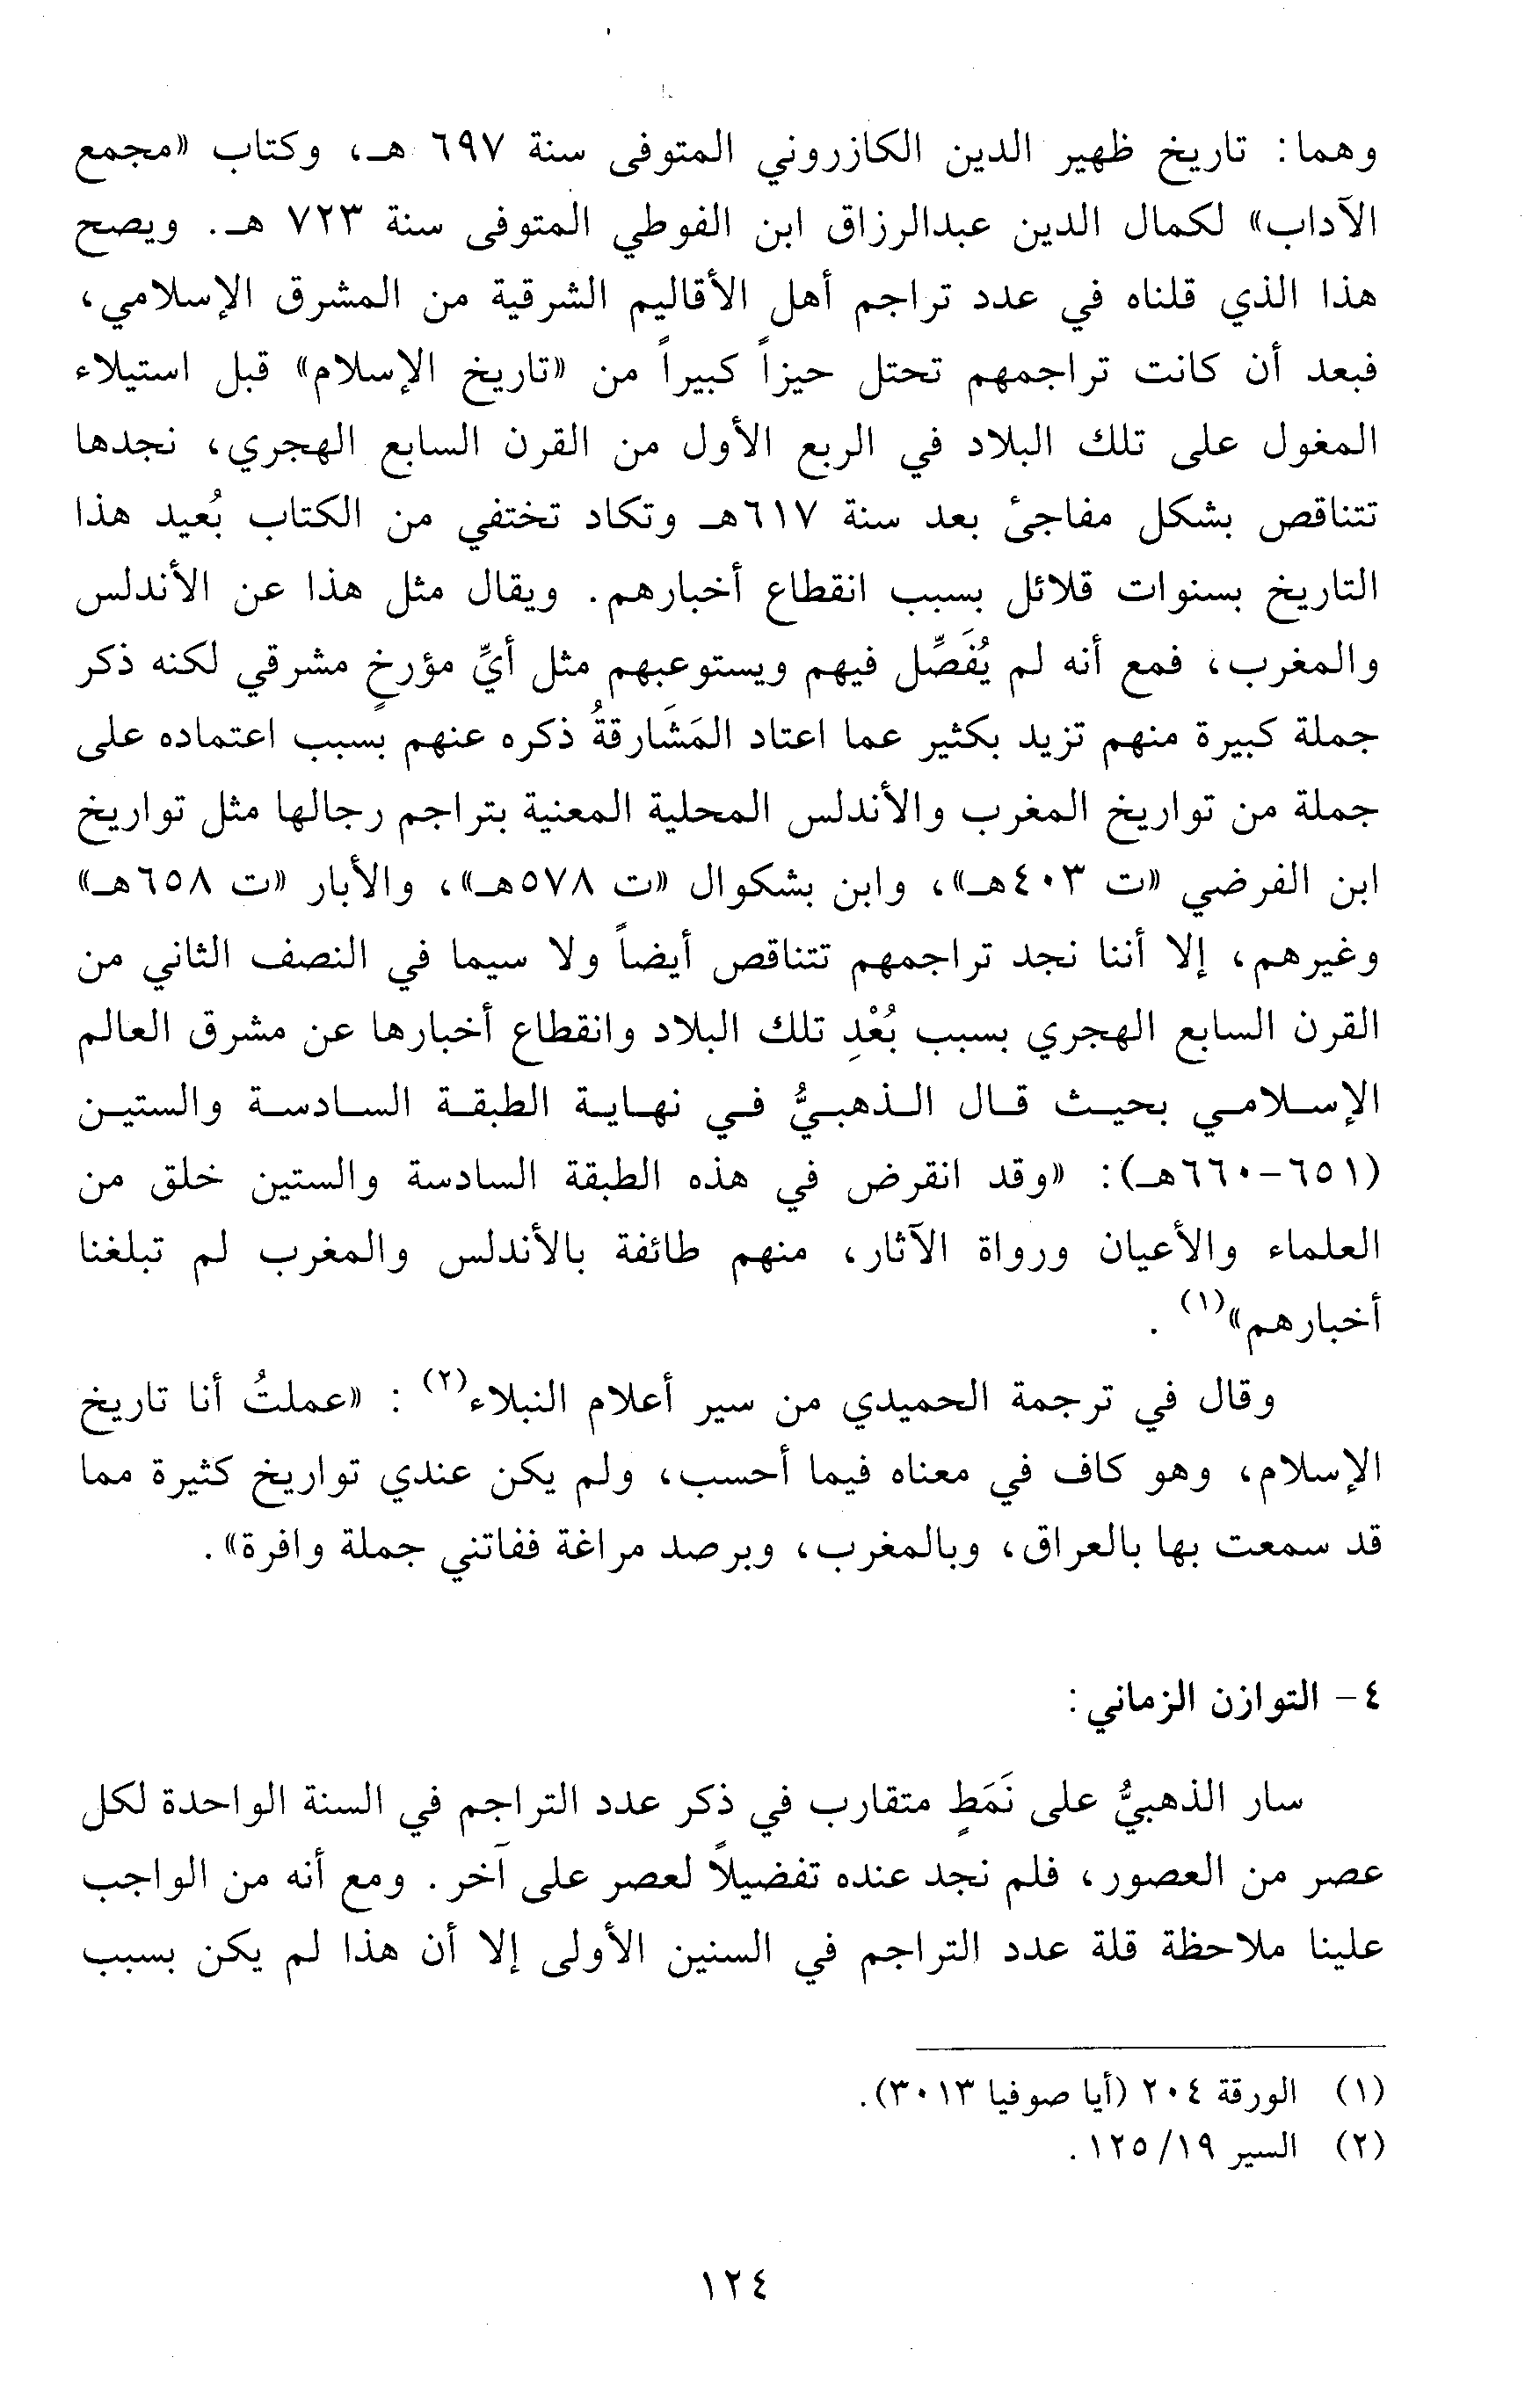 وهما: تاريخ ظهير الدين الكازروني المتوفى سنة ٦٩٧ هـ، وكتاب «مجمع
الآداب» لكمال الدين عبدالرزاق ابن الفوطي المتوفى سنة ٧٢٣ هـ. ويصح
هذا الذي قلناه في عدد تراجم أهل الأقاليم الشرقية من المشرق الإسلامي،
فبعد أن كانت تراجمهم تحتل حيزاً كبيراً من «تاريخ الإسلام» قبل استيلاء
المغول على تلك البلاد في الربع الأول من القرن السابع الهجري، نجدها
تتناقص بشكل مفاجئ بعد سنة ٦١٧هـ وتكاد تختفي من الكتاب بُعيد هذا
التاريخ بسنوات قلائل بسبب انقطاع أخبارهم. ويقال مثل هذا عن الأندلس
والمغرب، فمع أنه لم يُفَصِّل فيهم ويستوعبهم مثل أيِّ مؤرخٍ مشرقي لكنه ذكر
جملة كبيرة منهم تزيد بكثير عما اعتاد المَشَارقةُ ذكره عنهم بسبب اعتماده على
جملة من تواريخ المغرب والأندلس المحلية المعنية بتراجم رجالها مثل تواريخ
ابن الفرضي «ت ٤٠٣هـ»، وابن بشكوال «ت ٥٧٨هـ»، والأبار «ت ٦٥٨هـ»
وغيرهم، إلا أننا نجد تراجمهم تتناقص أيضاً ولا سيما في النصف الثاني من
القرن السابع الهجري بسبب بُعْدِ تلك البلاد وانقطاع أخبارها عن مشرق العالم
الإسلامي بحيث قال الذهبيُّ في نهاية الطبقة السادسة والستين
(٦٥١-٦٦٠هـ): «وقد انقرض في هذه الطبقة السادسة والستين خلق من
العلماء والأعيان ورواة الآثار، منهم طائفة بالأندلس والمغرب لم تبلغنا
أخبارهم»(١).
وقال في ترجمة الحميدي من سير أعلام النبلاء(٢): «عملتُ أنا تاريخ
الإسلام، وهو كاف في معناه فيما أحسب، ولم يكن عندي تواريخ كثيرة مما
قد سمعت بها بالعراق، وبالمغرب، وبرصد مراغة ففاتني جملة وافرة».
٤- التوازن الزماني:
سار الذهبيُّ على نَمَطٍ متقارب في ذكر عدد التراجم في السنة الواحدة لكل
عصر من العصور، فلم نجد عنده تفضيلاً لعصر على آخر. ومع أنه من الواجب
علينا ملاحظة قلة عدد التراجم في السنين الأولى إلا أن هذا لم يكن بسبب
(١) الورقة ٢٠٤ (أيا صوفيا ٣٠١٣).
(٢) السير ١٩/ ١٢٥.
١٢٤